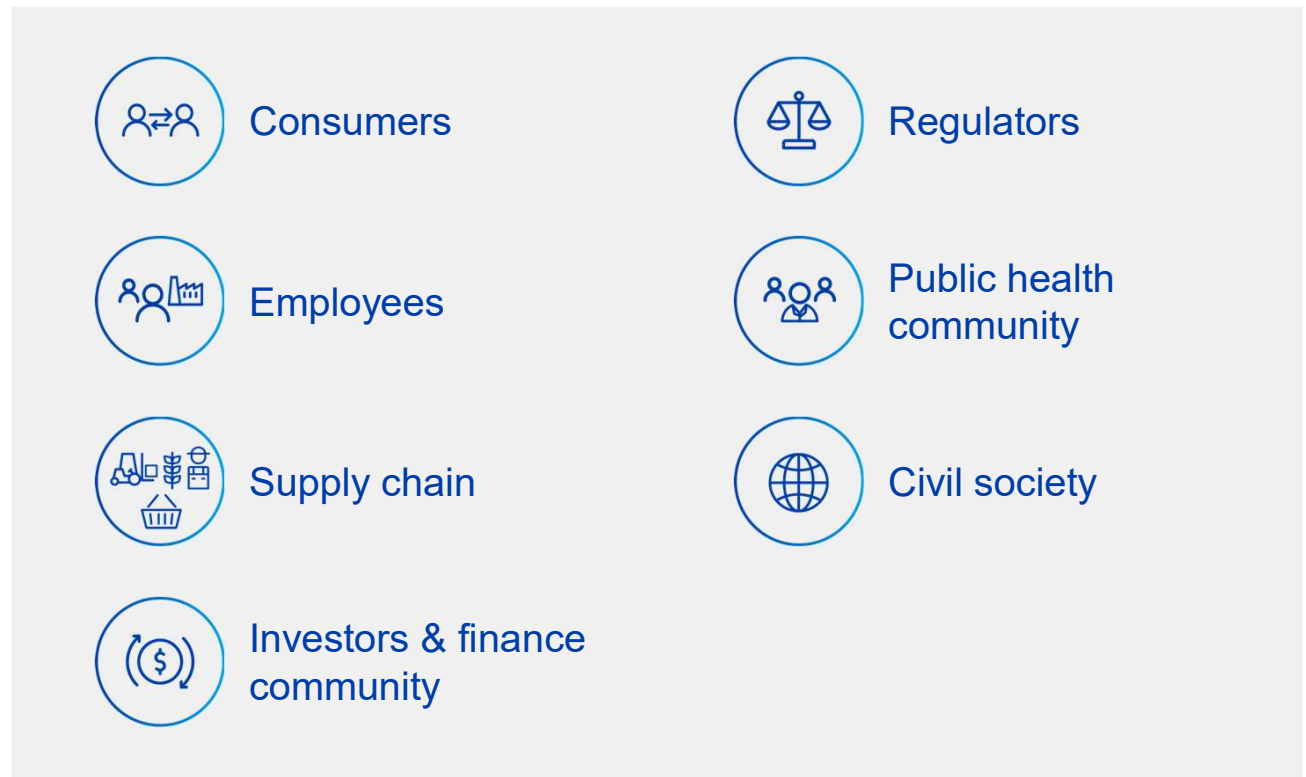 Consumers
Employees
Supply chain
Investors & finance
community
Regulators
Public health
community
Civil society